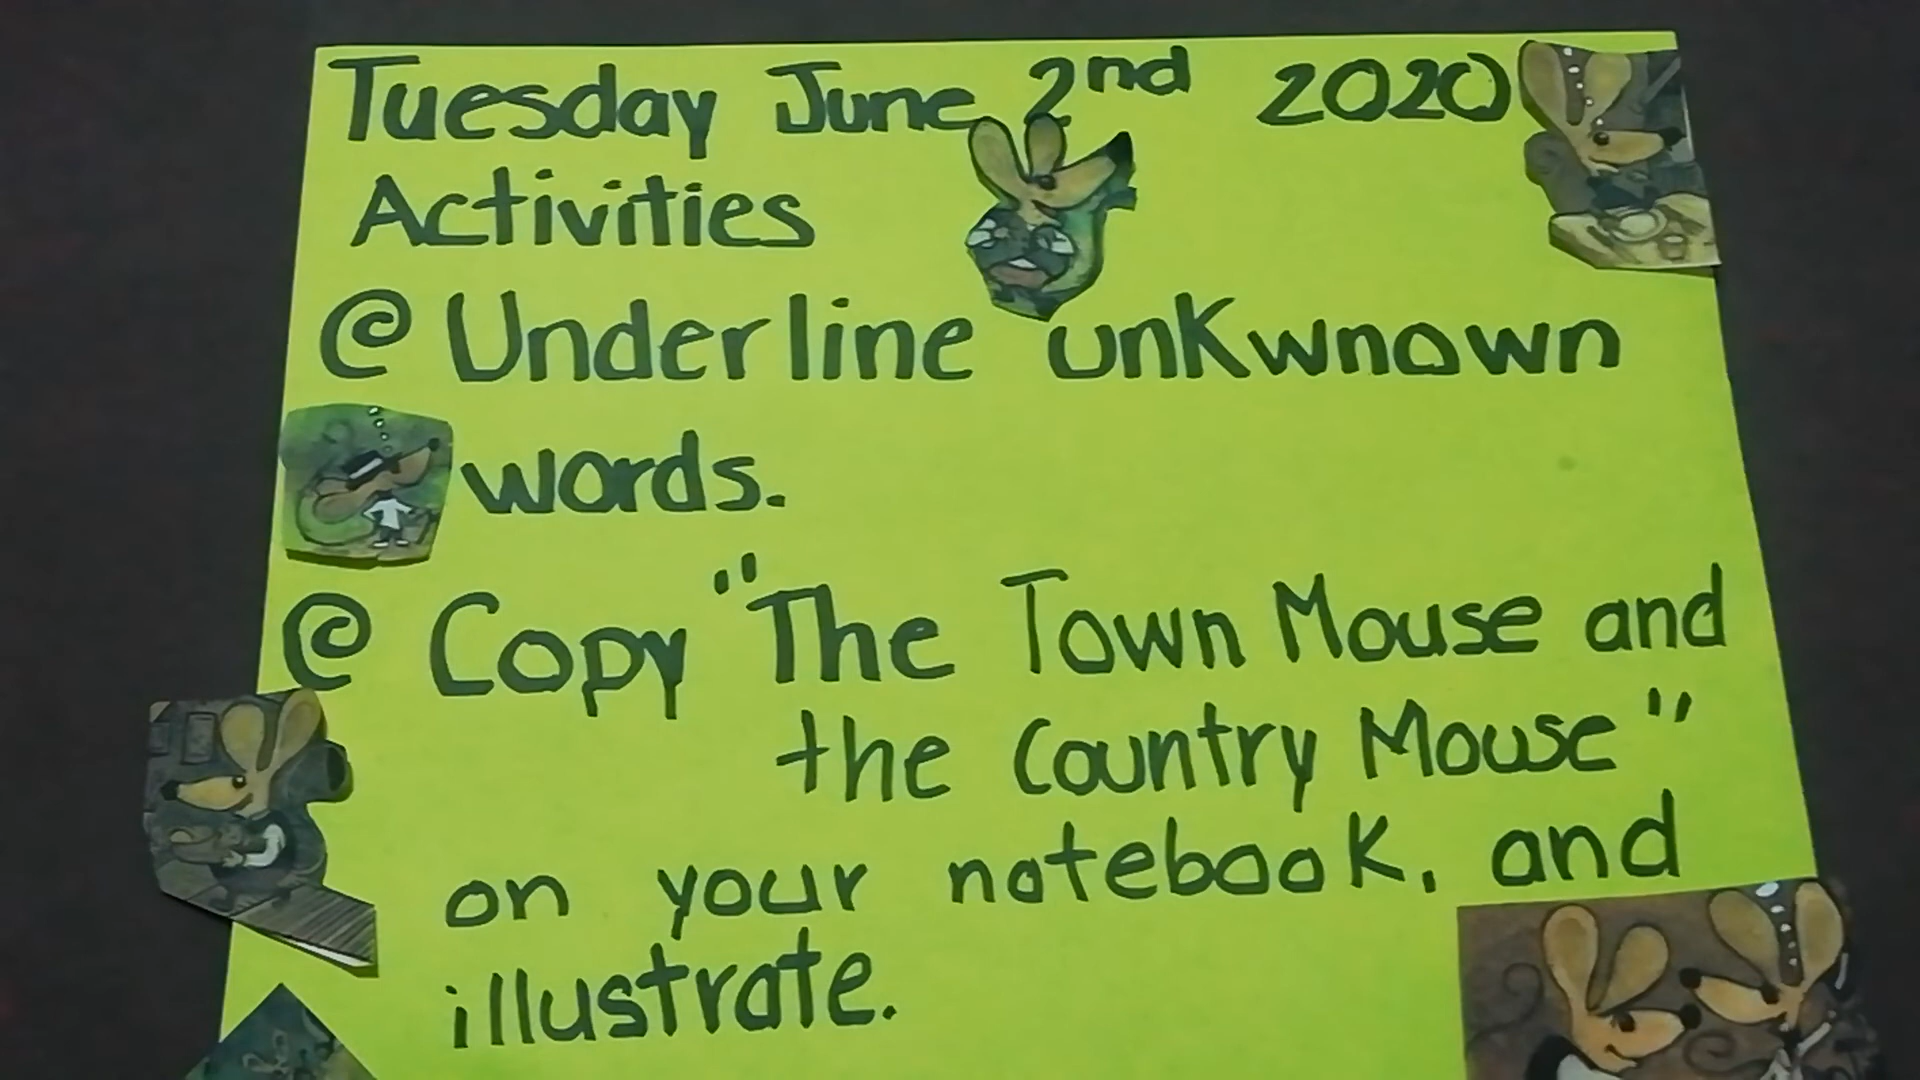 Tuesday June 2nd 2020
Activities
@ Underline unKwnown
words.
@ Copy "The Town Mouse and
the Country Mouse"
on your notebook, and
illustrate.